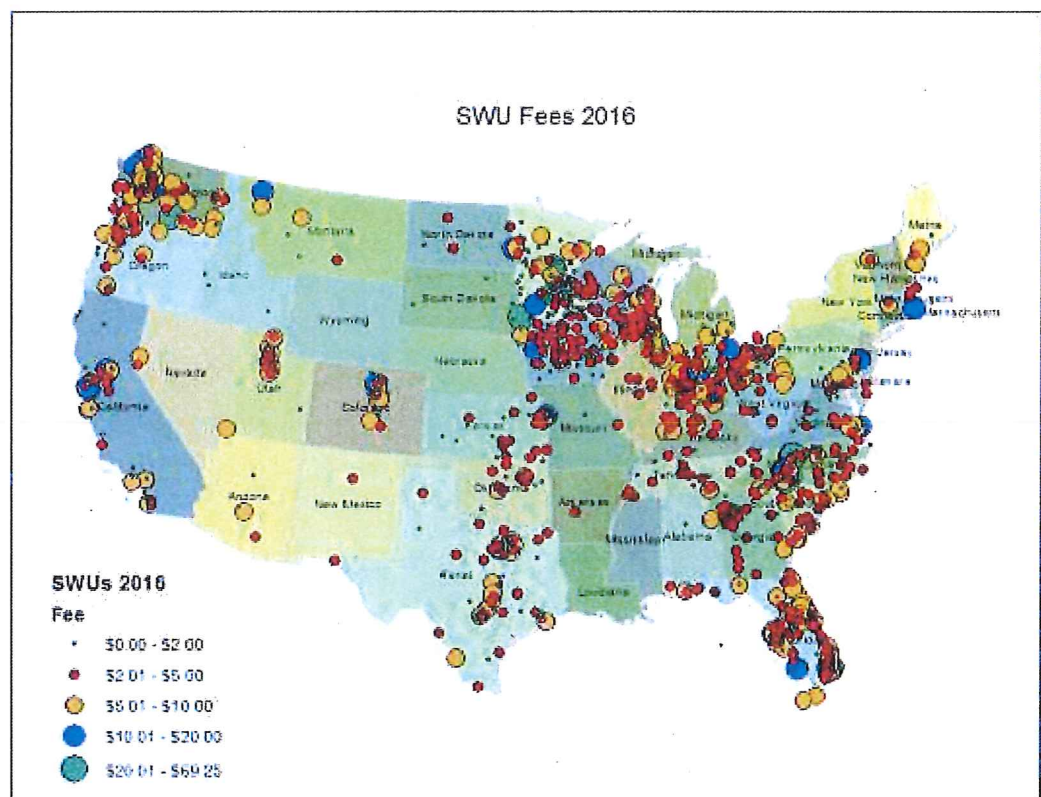 SWU Fees 2016
Maine
Montana
North Dakota
Michigan
Vermont
New Hampshire
Oregon
Idaho
South Dakota
New York
Massachusetts
Wyoming
Michigan
Pennsylvania
Nebraska
Nevada
Utah
Colorado
California
Kansas
Missouri
West Virginia
Arizona
New Mexico
Arkansas
Mississippi
Alabama
Georgia
Louisiana
SWUs 2016
Fee
$0.00 - $2.00
$2.01 - $5.00
$5.01 - $10.00
$10.01 - $20.00
$20.01 - $69.25